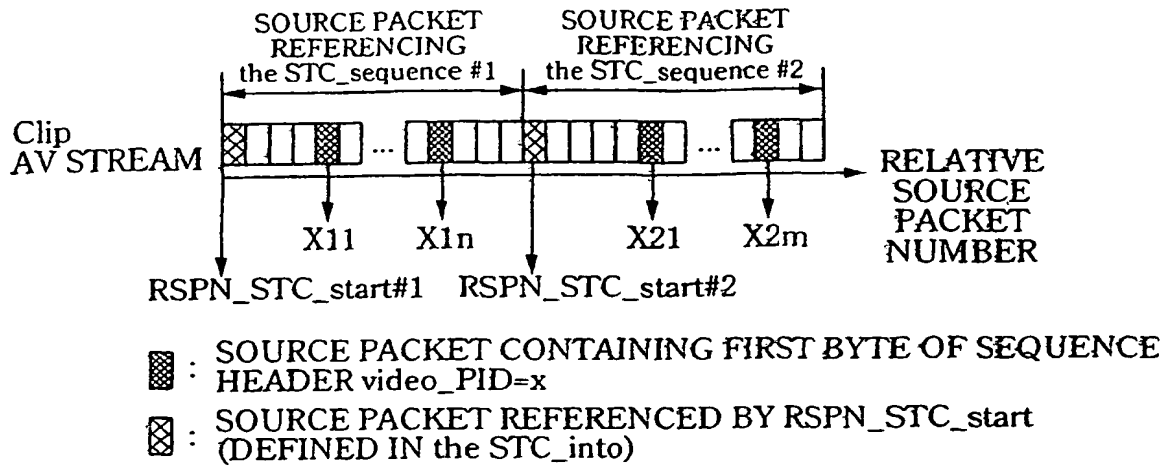 SOURCE PACKET
REFERENCING
the STC_sequence #1
SOURCE PACKET
REFERENCING
the STC_sequence #2
Clip
AV STREAM
...
...
RELATIVE
SOURCE
PACKET
NUMBER
X11
X1n
X21
X2m
RSPN_STC_start#1
RSPN_STC_start#2
: SOURCE PACKET CONTAINING FIRST BYTE OF SEQUENCE
HEADER video_PID=x
: SOURCE PACKET REFERENCED BY RSPN_STC_start
(DEFINED IN the STC_into)